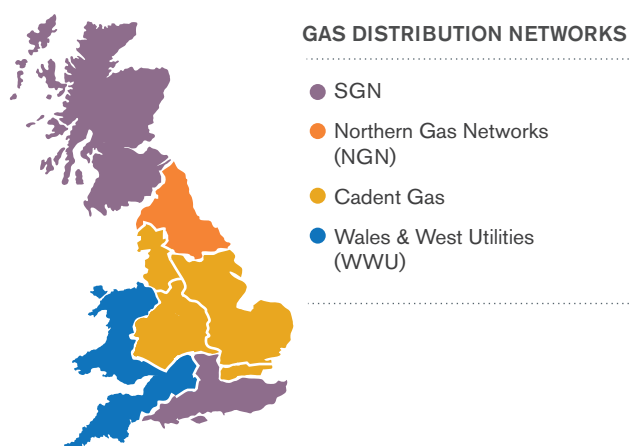 GAS DISTRIBUTION NETWORKS
SGN
Northern Gas Networks
(NGN)
Cadent Gas
Wales & West Utilities
(WWU)